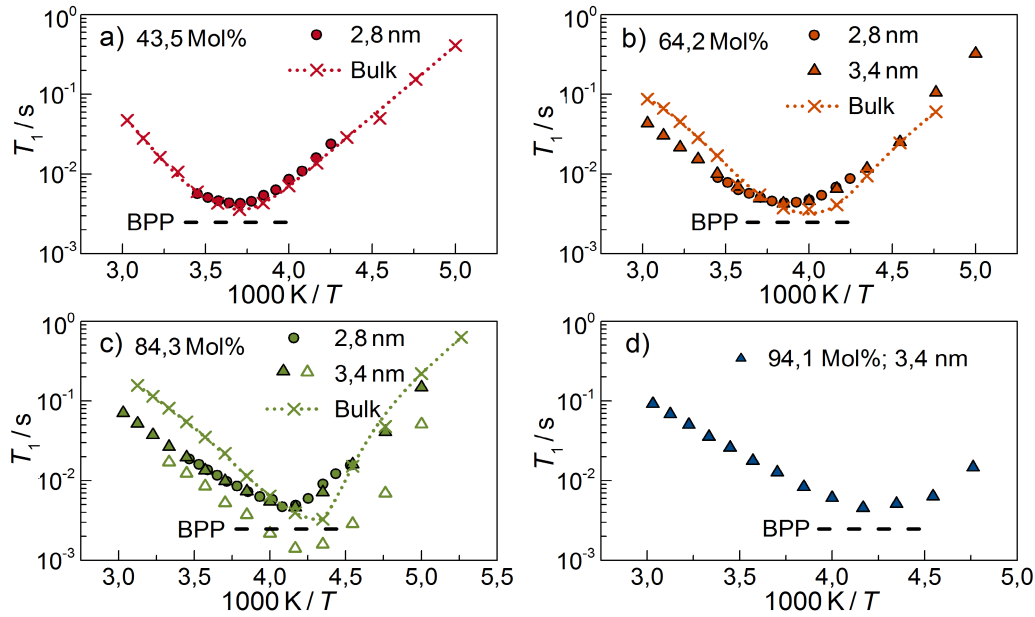 a) 43,5 Mol%
2,8 nm
Bulk
BPP
T1 / s
10^0
10^-1
10^-2
10^-3
3,0 3,5 4,0 4,5 5,0
1000 K / T
b) 64,2 Mol%
2,8 nm
3,4 nm
Bulk
BPP
T1 / s
10^0
10^-1
10^-2
10^-3
3,0 3,5 4,0 4,5 5,0
1000 K / T
c) 84,3 Mol%
2,8 nm
3,4 nm
Bulk
BPP
T1 / s
10^0
10^-1
10^-2
10^-3
3,0 3,5 4,0 4,5 5,0 5,5
1000 K / T
d)
94,1 Mol%; 3,4 nm
BPP
T1 / s
10^0
10^-1
10^-2
10^-3
3,0 3,5 4,0 4,5 5,0
1000 K / T